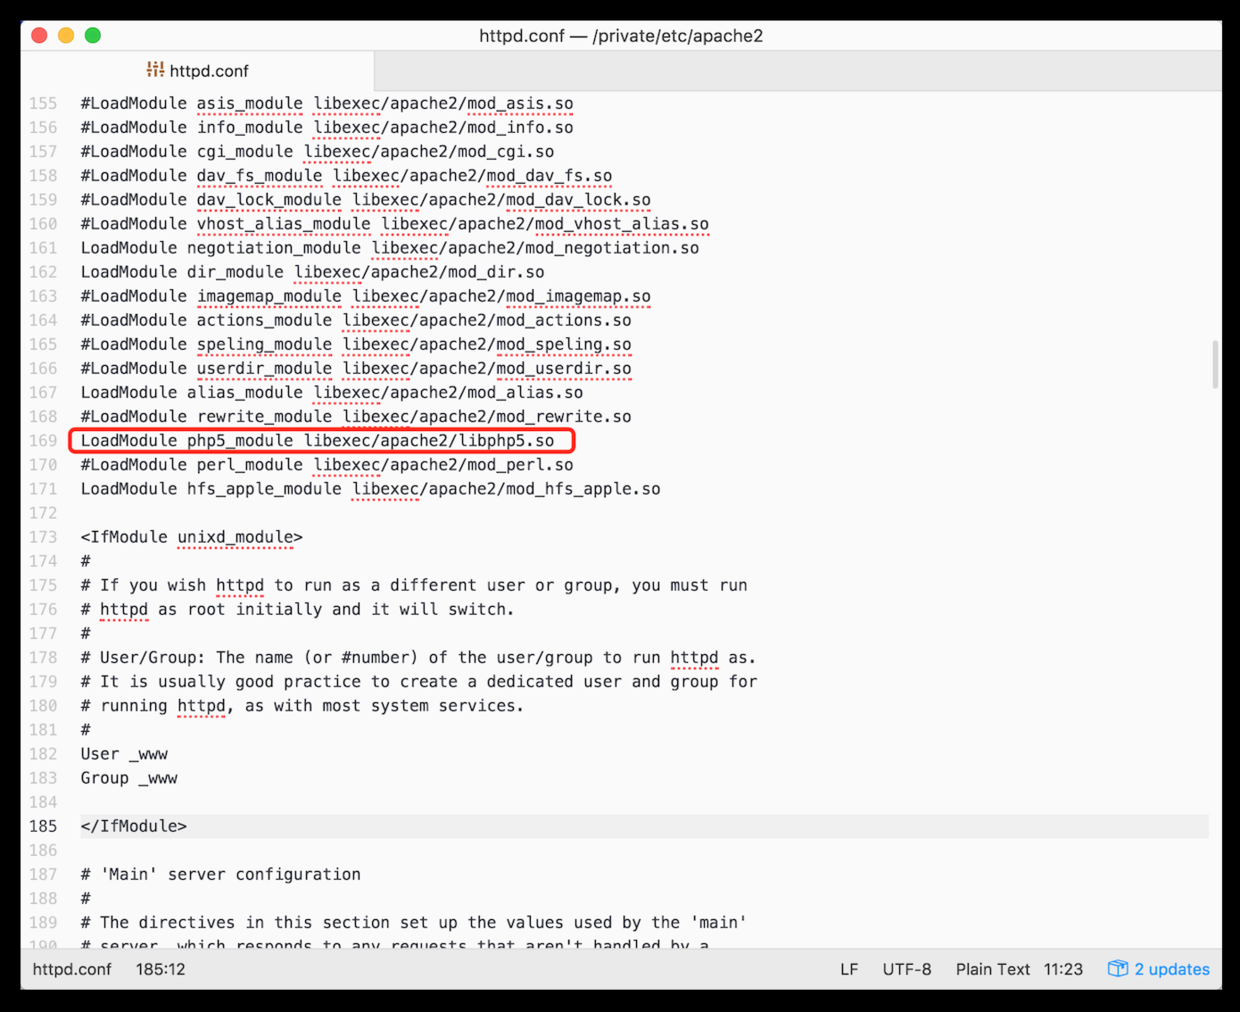 httpd.conf — /private/etc/apache2
httpd.conf
155 #LoadModule asis_module libexec/apache2/mod_asis.so
156 #LoadModule info_module libexec/apache2/mod_info.so
157 #LoadModule cgi_module libexec/apache2/mod_cgi.so
158 #LoadModule dav_fs_module libexec/apache2/mod_dav_fs.so
159 #LoadModule dav_lock_module libexec/apache2/mod_dav_lock.so
160 #LoadModule vhost_alias_module libexec/apache2/mod_vhost_alias.so
161 LoadModule negotiation_module libexec/apache2/mod_negotiation.so
162 LoadModule dir_module libexec/apache2/mod_dir.so
163 #LoadModule imagemap_module libexec/apache2/mod_imagemap.so
164 #LoadModule actions_module libexec/apache2/mod_actions.so
165 #LoadModule speling_module libexec/apache2/mod_speling.so
166 #LoadModule userdir_module libexec/apache2/mod_userdir.so
167 LoadModule alias_module libexec/apache2/mod_alias.so
168 #LoadModule rewrite_module libexec/apache2/mod_rewrite.so
169 LoadModule php5_module libexec/apache2/libphp5.so
170 #LoadModule perl_module libexec/apache2/mod_perl.so
171 LoadModule hfs_apple_module libexec/apache2/mod_hfs_apple.so
172
173 <IfModule unixd_module>
174 #
175 # If you wish httpd to run as a different user or group, you must run
176 # httpd as root initially and it will switch.
177 #
178 # User/Group: The name (or #number) of the user/group to run httpd as.
179 # It is usually good practice to create a dedicated user and group for
180 # running httpd, as with most system services.
181 #
182 User _www
183 Group _www
184
185 </IfModule>
186
187 # 'Main' server configuration
188 #
189 # The directives in this section set up the values used by the 'main'
190 # server, which responds to any requests that aren't handled by a
httpd.conf 185:12 LF UTF-8 Plain Text 11:23 2 updates